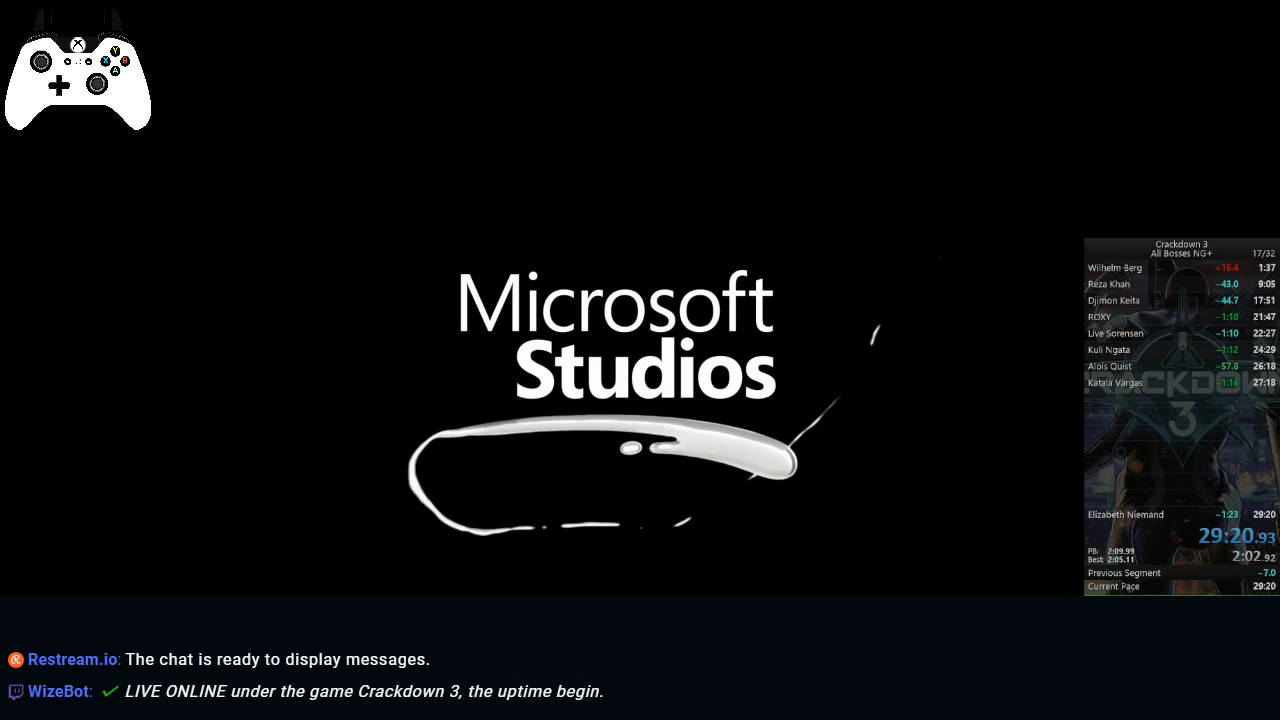 Y
X B
A
Microsoft
Studios
Crackdown 3
All Bosses NG+ 17/32
Wilhelm Berg +15.4 1:37
Reza Khan −43.0 9:05
Djimon Keita −44.7 17:51
ROXY −1:10 21:47
Live Sorensen −1:10 22:27
Kuli Ngata −1:12 24:29
Alois Quist −57.8 26:18
Katala Vargas −1:16 27:18
CRACKDOWN
3
Elizabeth Niemand −1:23 29:20
29:20.93
PB: 2:09.99
Best: 2:05.11
2:02.92
Previous Segment −7.0
Current Pace 29:20
Restream.io: The chat is ready to display messages.
WizeBot: LIVE ONLINE under the game Crackdown 3, the uptime begin.